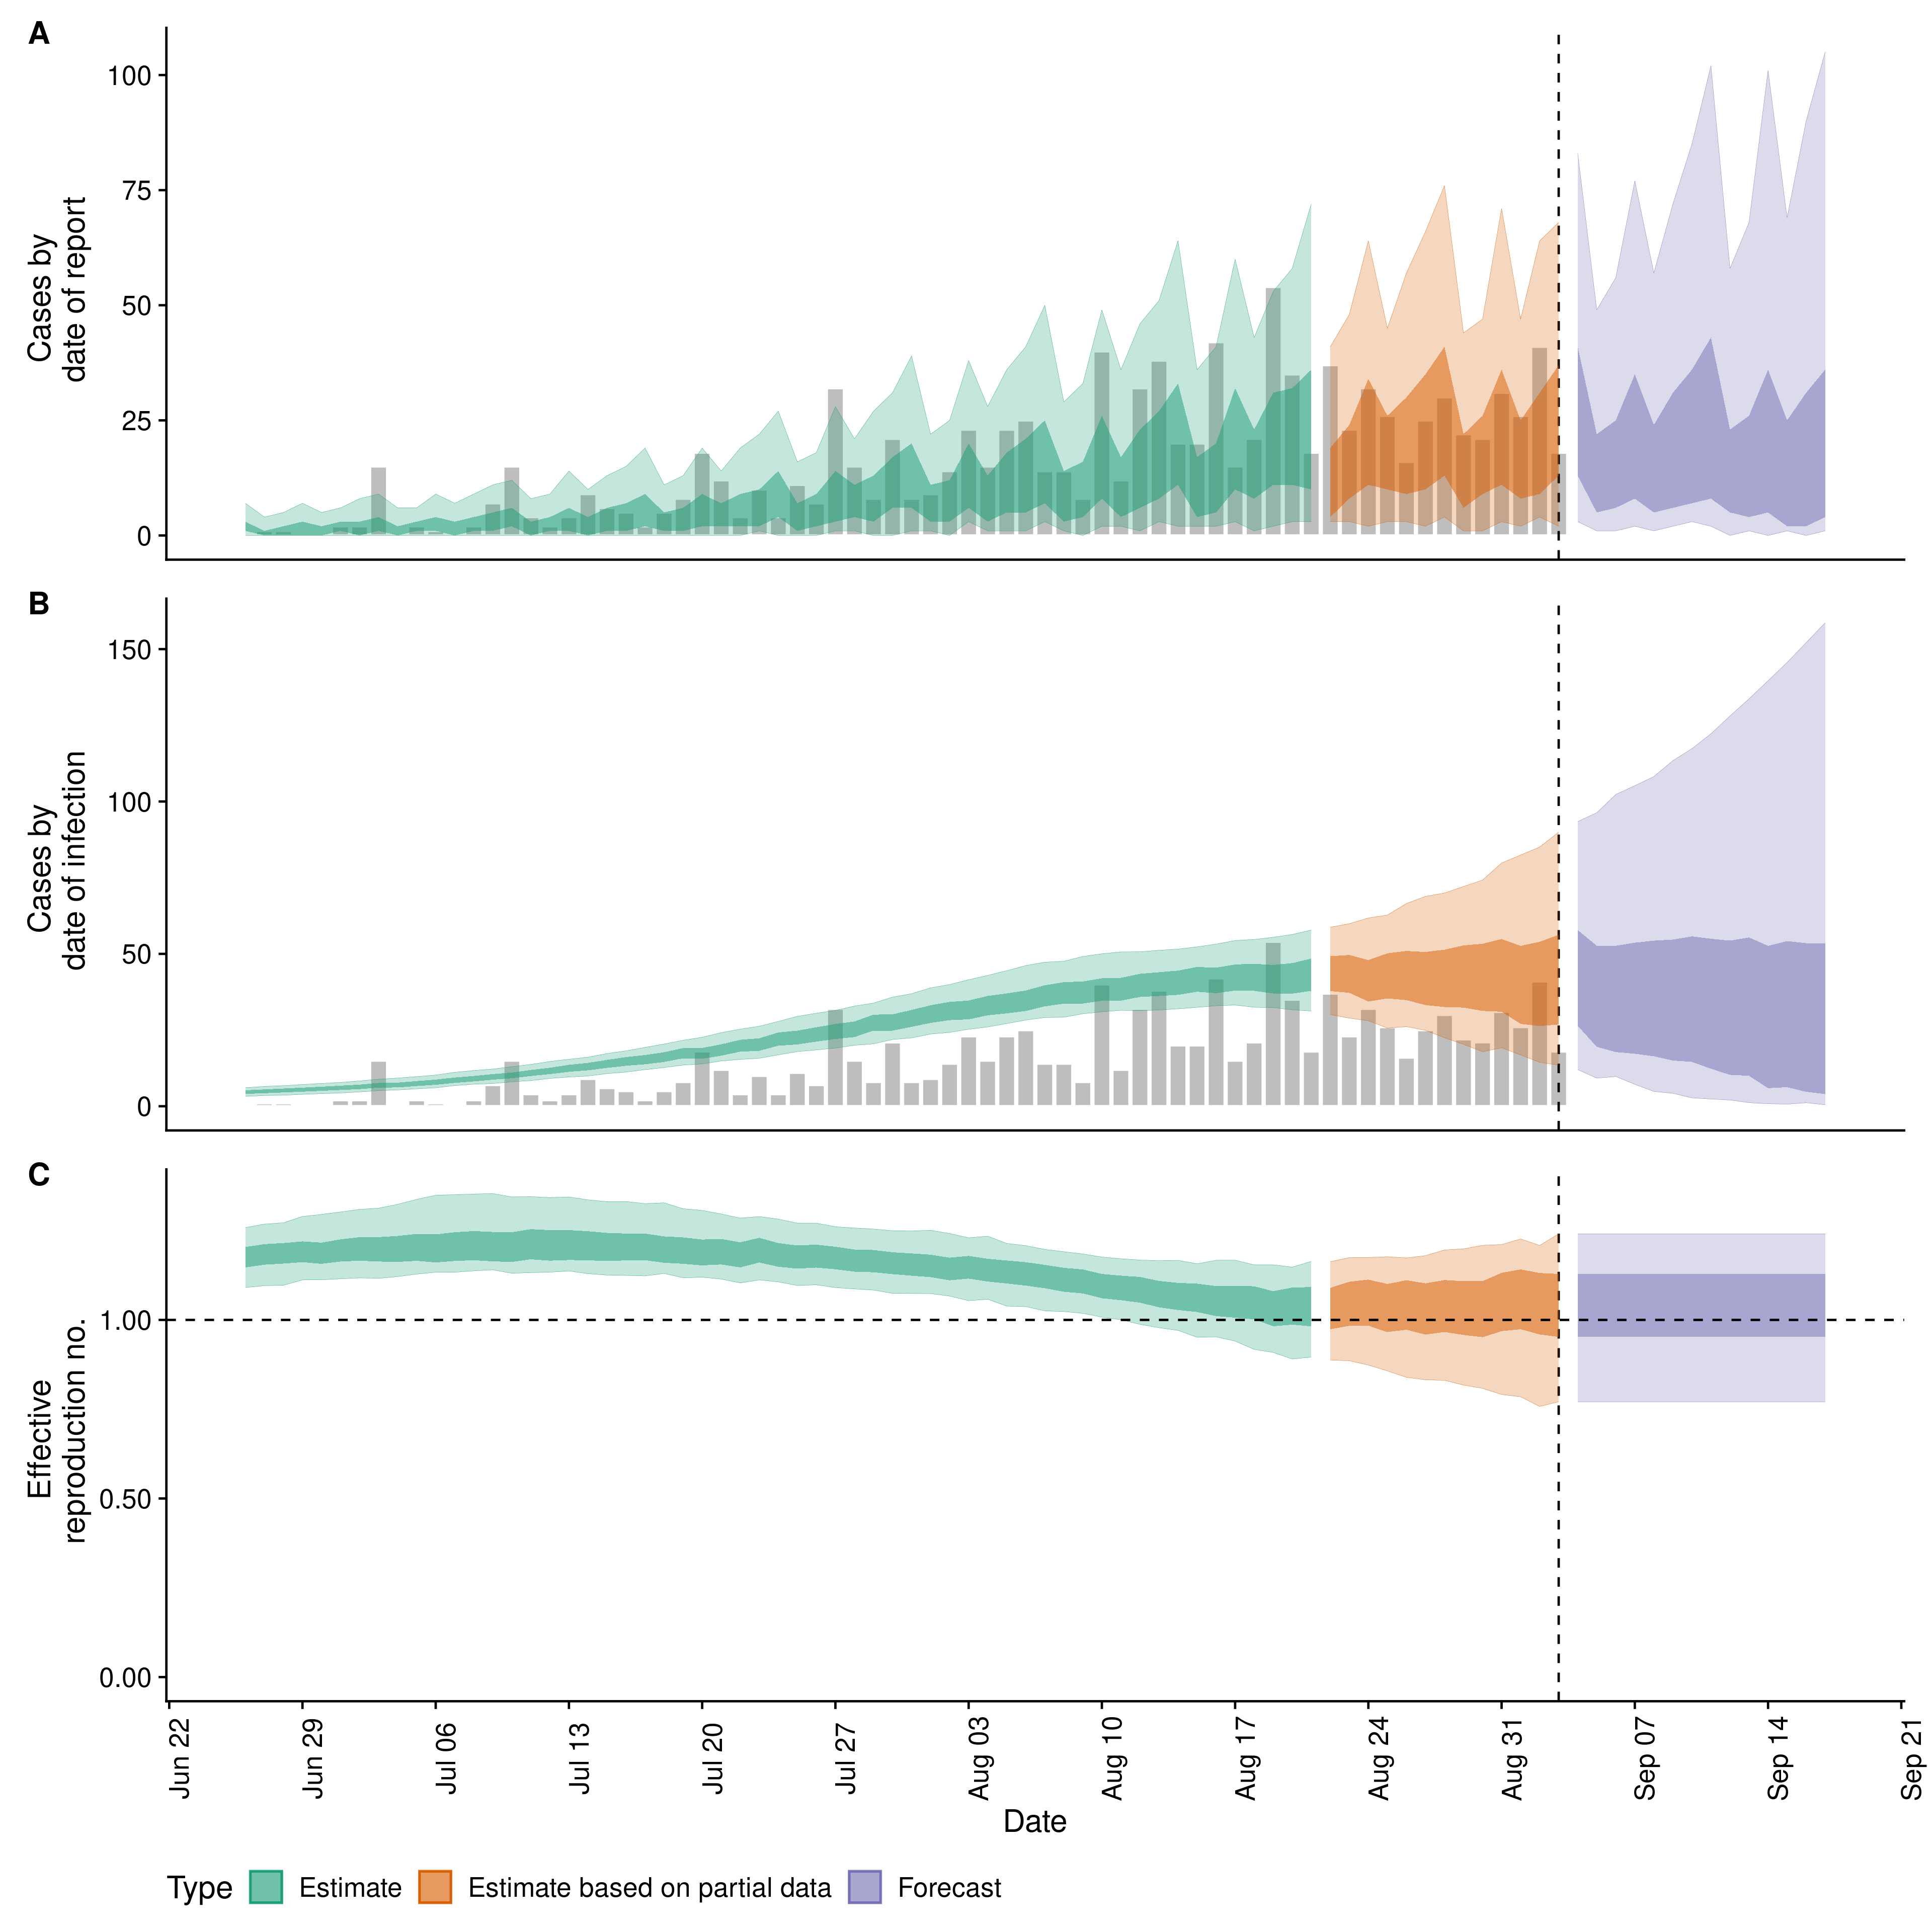 A
Cases by
date of report
100
75
50
25
0
B
Cases by
date of infection
150
100
50
0
C
Effective
reproduction no.
1.00
0.50
0.00
Jun 22
Jun 29
Jul 06
Jul 13
Jul 20
Jul 27
Aug 03
Aug 10
Aug 17
Aug 24
Aug 31
Sep 07
Sep 14
Sep 21
Date
Type Estimate Estimate based on partial data Forecast